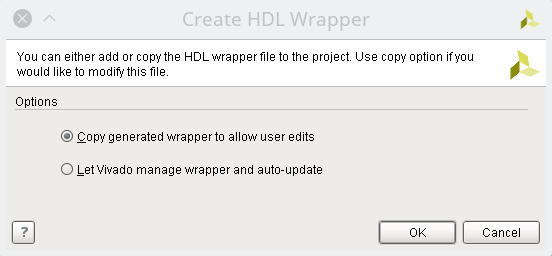 Create HDL Wrapper
You can either add or copy the HDL wrapper file to the project. Use copy option if you
would like to modify this file.
Options
Copy generated wrapper to allow user edits
Let Vivado manage wrapper and auto-update
?
OK
Cancel